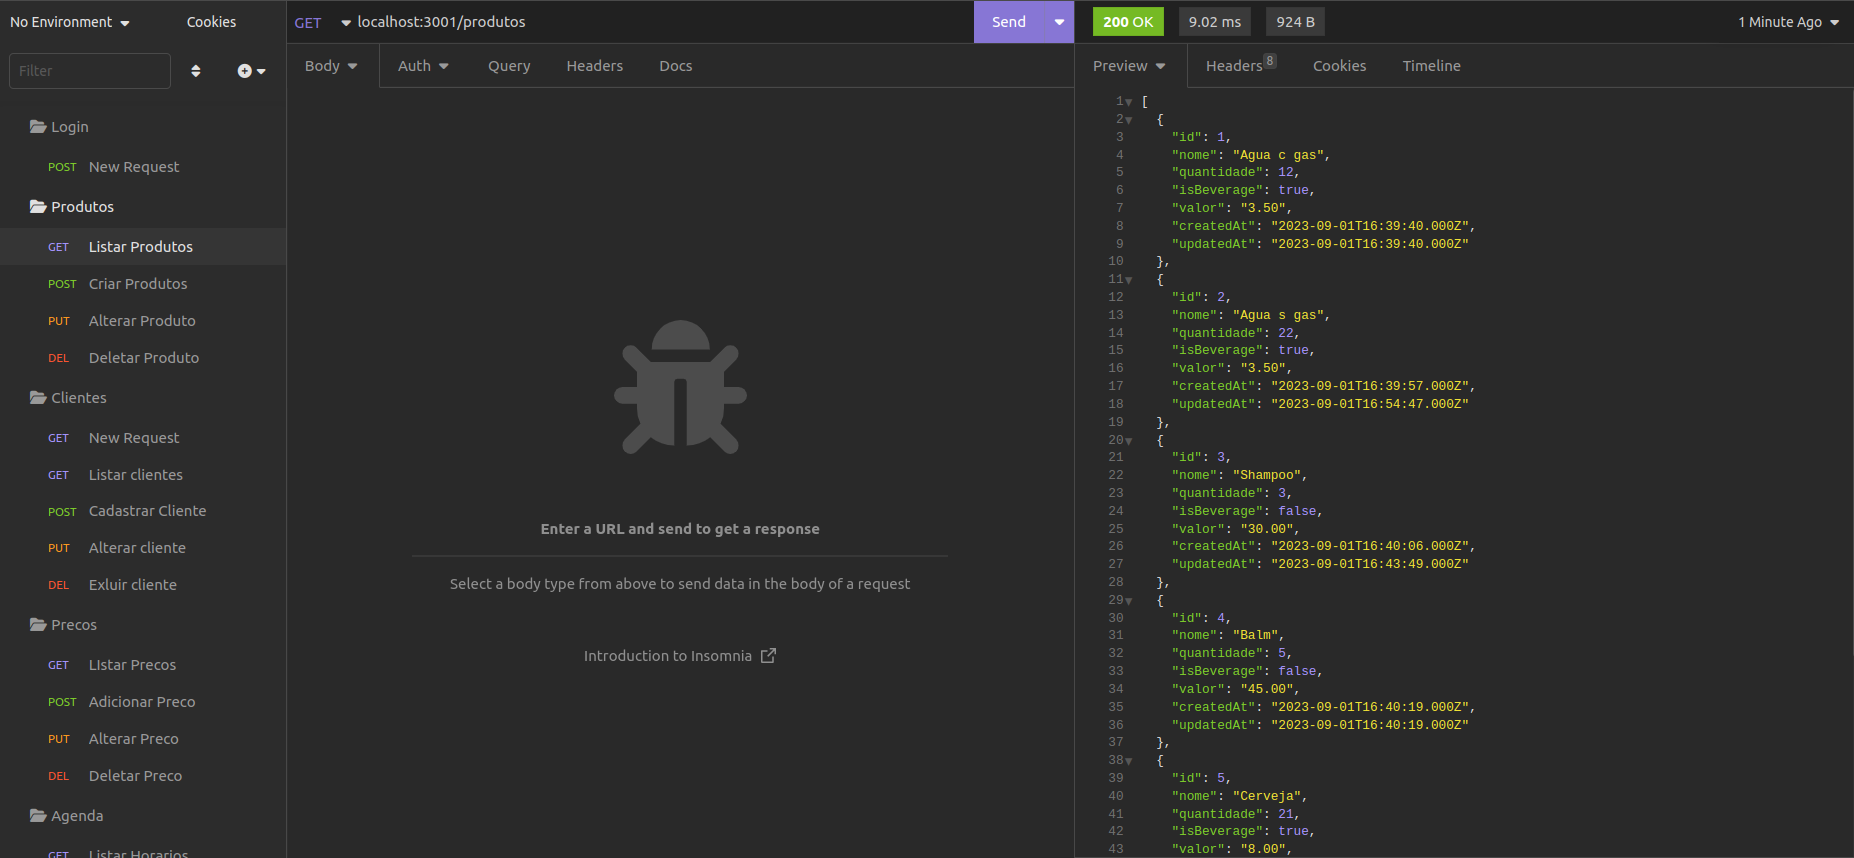 No Environment
Cookies
Filter
Login
POST New Request
Produtos
GET Listar Produtos
POST Criar Produtos
PUT Alterar Produto
DEL Deletar Produto
Clientes
GET New Request
GET Listar clientes
POST Cadastrar Cliente
PUT Alterar cliente
DEL Exluir cliente
Precos
GET LIstar Precos
POST Adicionar Preco
PUT Alterar Preco
DEL Deletar Preco
Agenda
GET Listar Horarios
GET localhost:3001/produtos Send
Body Auth Query Headers Docs
Enter a URL and send to get a response
Select a body type from above to send data in the body of a request
Introduction to Insomnia
200 OK 9.02 ms 924 B 1 Minute Ago
Preview Headers 8 Cookies Timeline
1 [
2 {
3 "id": 1,
4 "nome": "Agua c gas",
5 "quantidade": 12,
6 "isBeverage": true,
7 "valor": "3.50",
8 "createdAt": "2023-09-01T16:39:40.000Z",
9 "updatedAt": "2023-09-01T16:39:40.000Z"
10 },
11 {
12 "id": 2,
13 "nome": "Agua s gas",
14 "quantidade": 22,
15 "isBeverage": true,
16 "valor": "3.50",
17 "createdAt": "2023-09-01T16:39:57.000Z",
18 "updatedAt": "2023-09-01T16:54:47.000Z"
19 },
20 {
21 "id": 3,
22 "nome": "Shampoo",
23 "quantidade": 3,
24 "isBeverage": false,
25 "valor": "30.00",
26 "createdAt": "2023-09-01T16:40:06.000Z",
27 "updatedAt": "2023-09-01T16:43:49.000Z"
28 },
29 {
30 "id": 4,
31 "nome": "Balm",
32 "quantidade": 5,
33 "isBeverage": false,
34 "valor": "45.00",
35 "createdAt": "2023-09-01T16:40:19.000Z",
36 "updatedAt": "2023-09-01T16:40:19.000Z"
37 },
38 {
39 "id": 5,
40 "nome": "Cerveja",
41 "quantidade": 21,
42 "isBeverage": true,
43 "valor": "8.00",